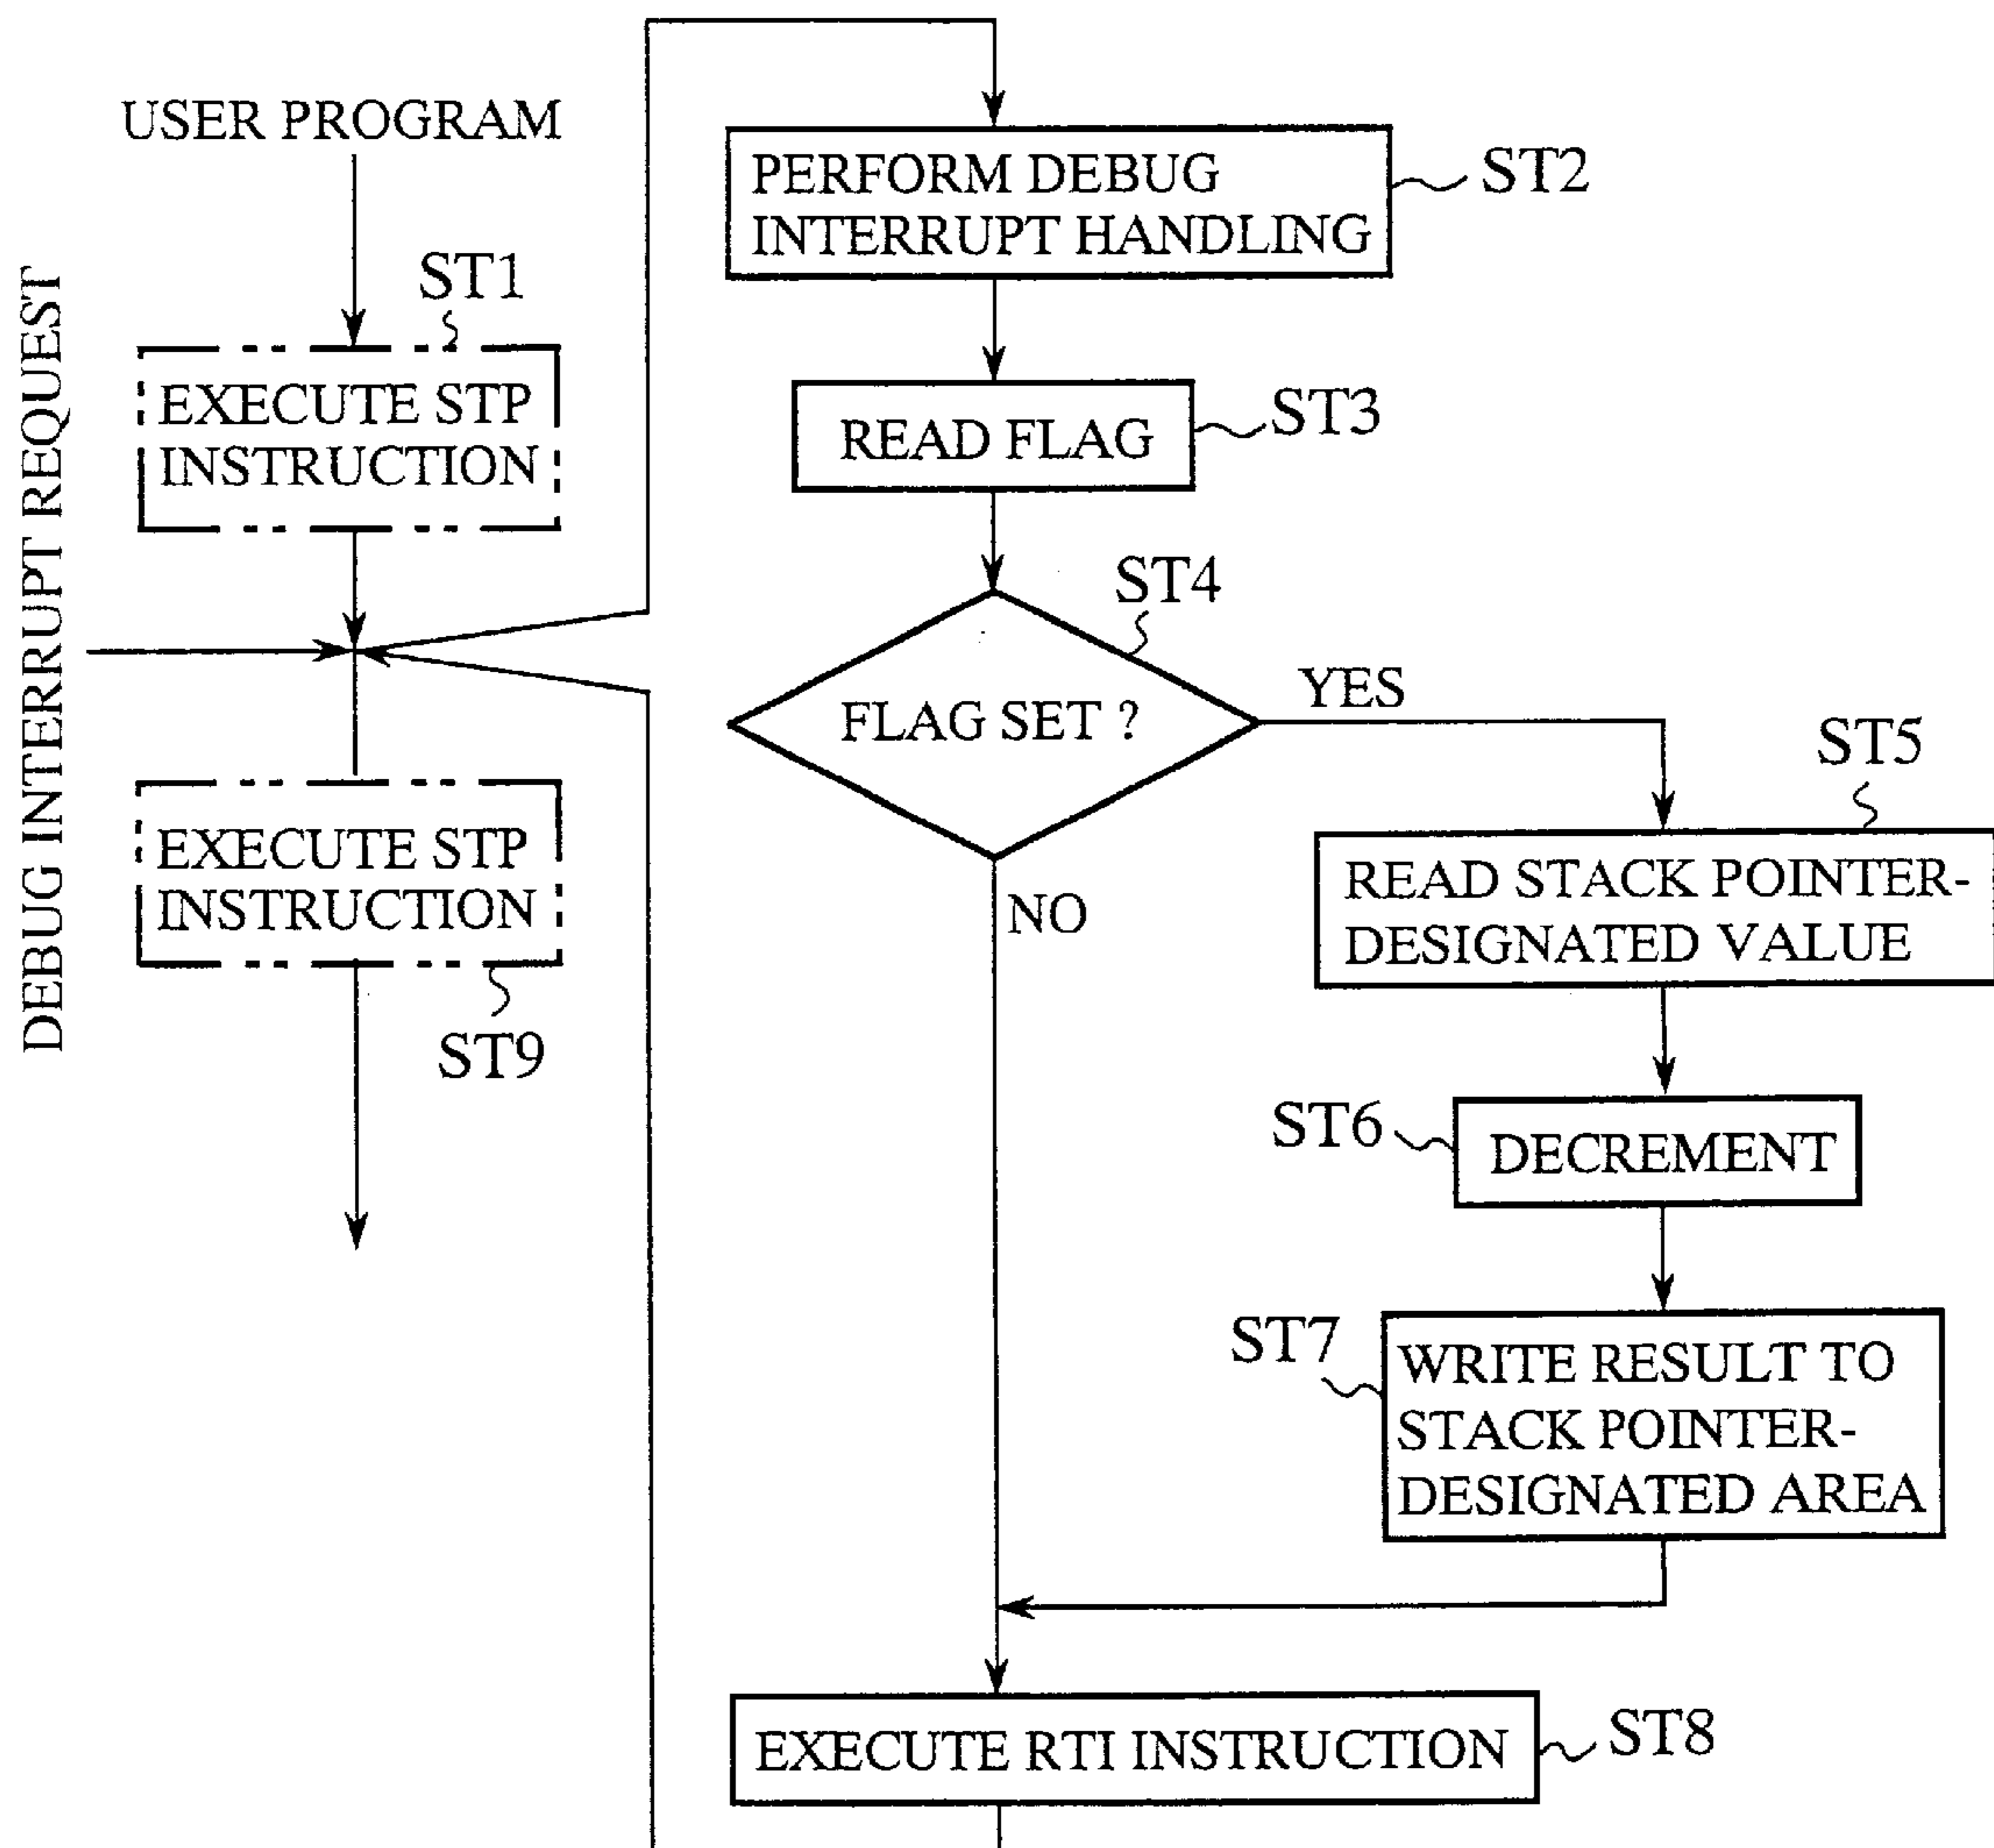 USER PROGRAM
DEBUG INTERRUPT REQUEST
ST1
EXECUTE STP
INSTRUCTION
EXECUTE STP
INSTRUCTION
ST9
PERFORM DEBUG
INTERRUPT HANDLING
ST2
READ FLAG
ST3
ST4
FLAG SET ?
YES
NO
ST5
READ STACK POINTER-
DESIGNATED VALUE
ST6
DECREMENT
ST7
WRITE RESULT TO
STACK POINTER-
DESIGNATED AREA
EXECUTE RTI INSTRUCTION
ST8